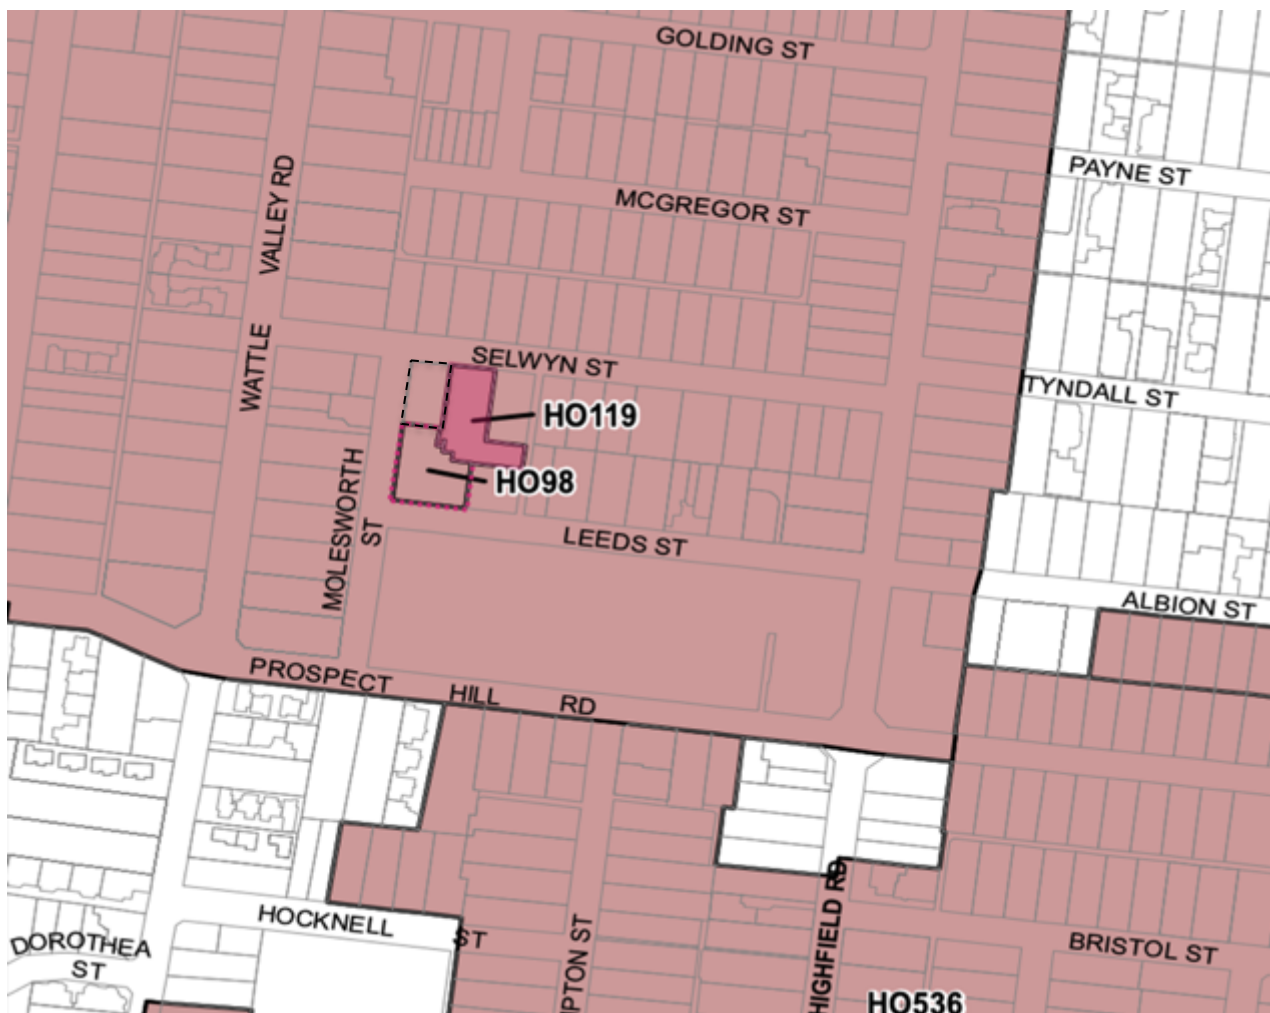 GOLDING ST
PAYNE ST
MCGREGOR ST
VALLEY RD
WATTLE
SELWYN ST
TYNDALL ST
HO119
HO98
MOLESWORTH
ST
LEEDS ST
ALBION ST
PROSPECT
HILL
RD
HIGHFIELD RD
HOCKNELL
ST
IPTON ST
DOROTHEA
ST
BRISTOL ST
HO536